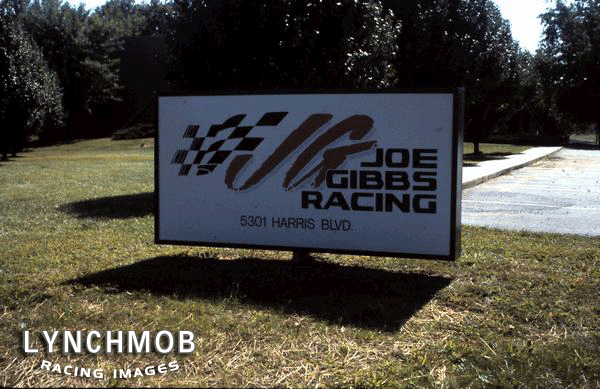 JG JOE
GIBBS
RACING
5301 HARRIS BLVD.
LYNCHMOB
RACING IMAGES